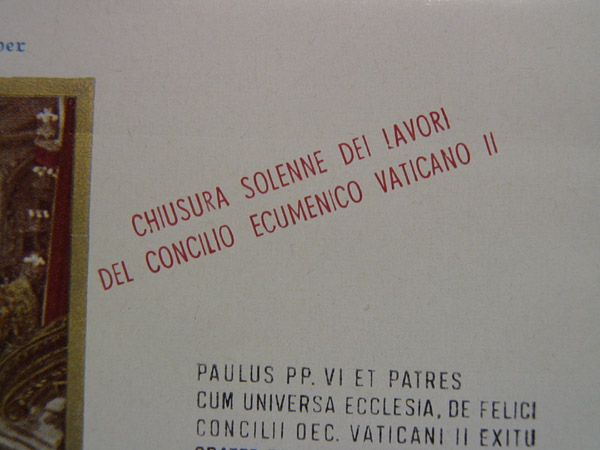 CHIUSURA SOLENNE DEI LAVORI
DEL CONCILIO ECUMENICO VATICANO II
PAULUS PP. VI ET PATRES
CUM UNIVERSA ECCLESIA, DE FELICI
CONCILII OEC. VATICANI II EXITU